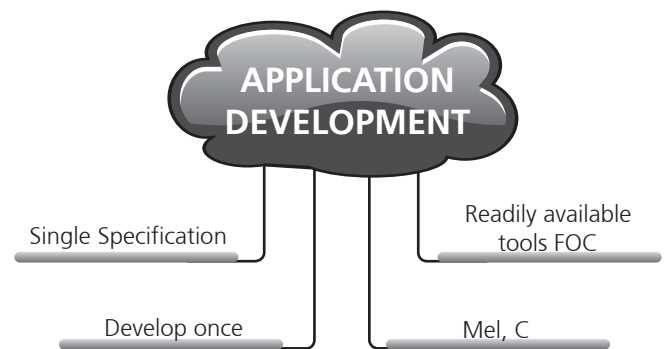 APPLICATION
DEVELOPMENT
Single Specification
Readily available
tools FOC
Develop once
Mel, C